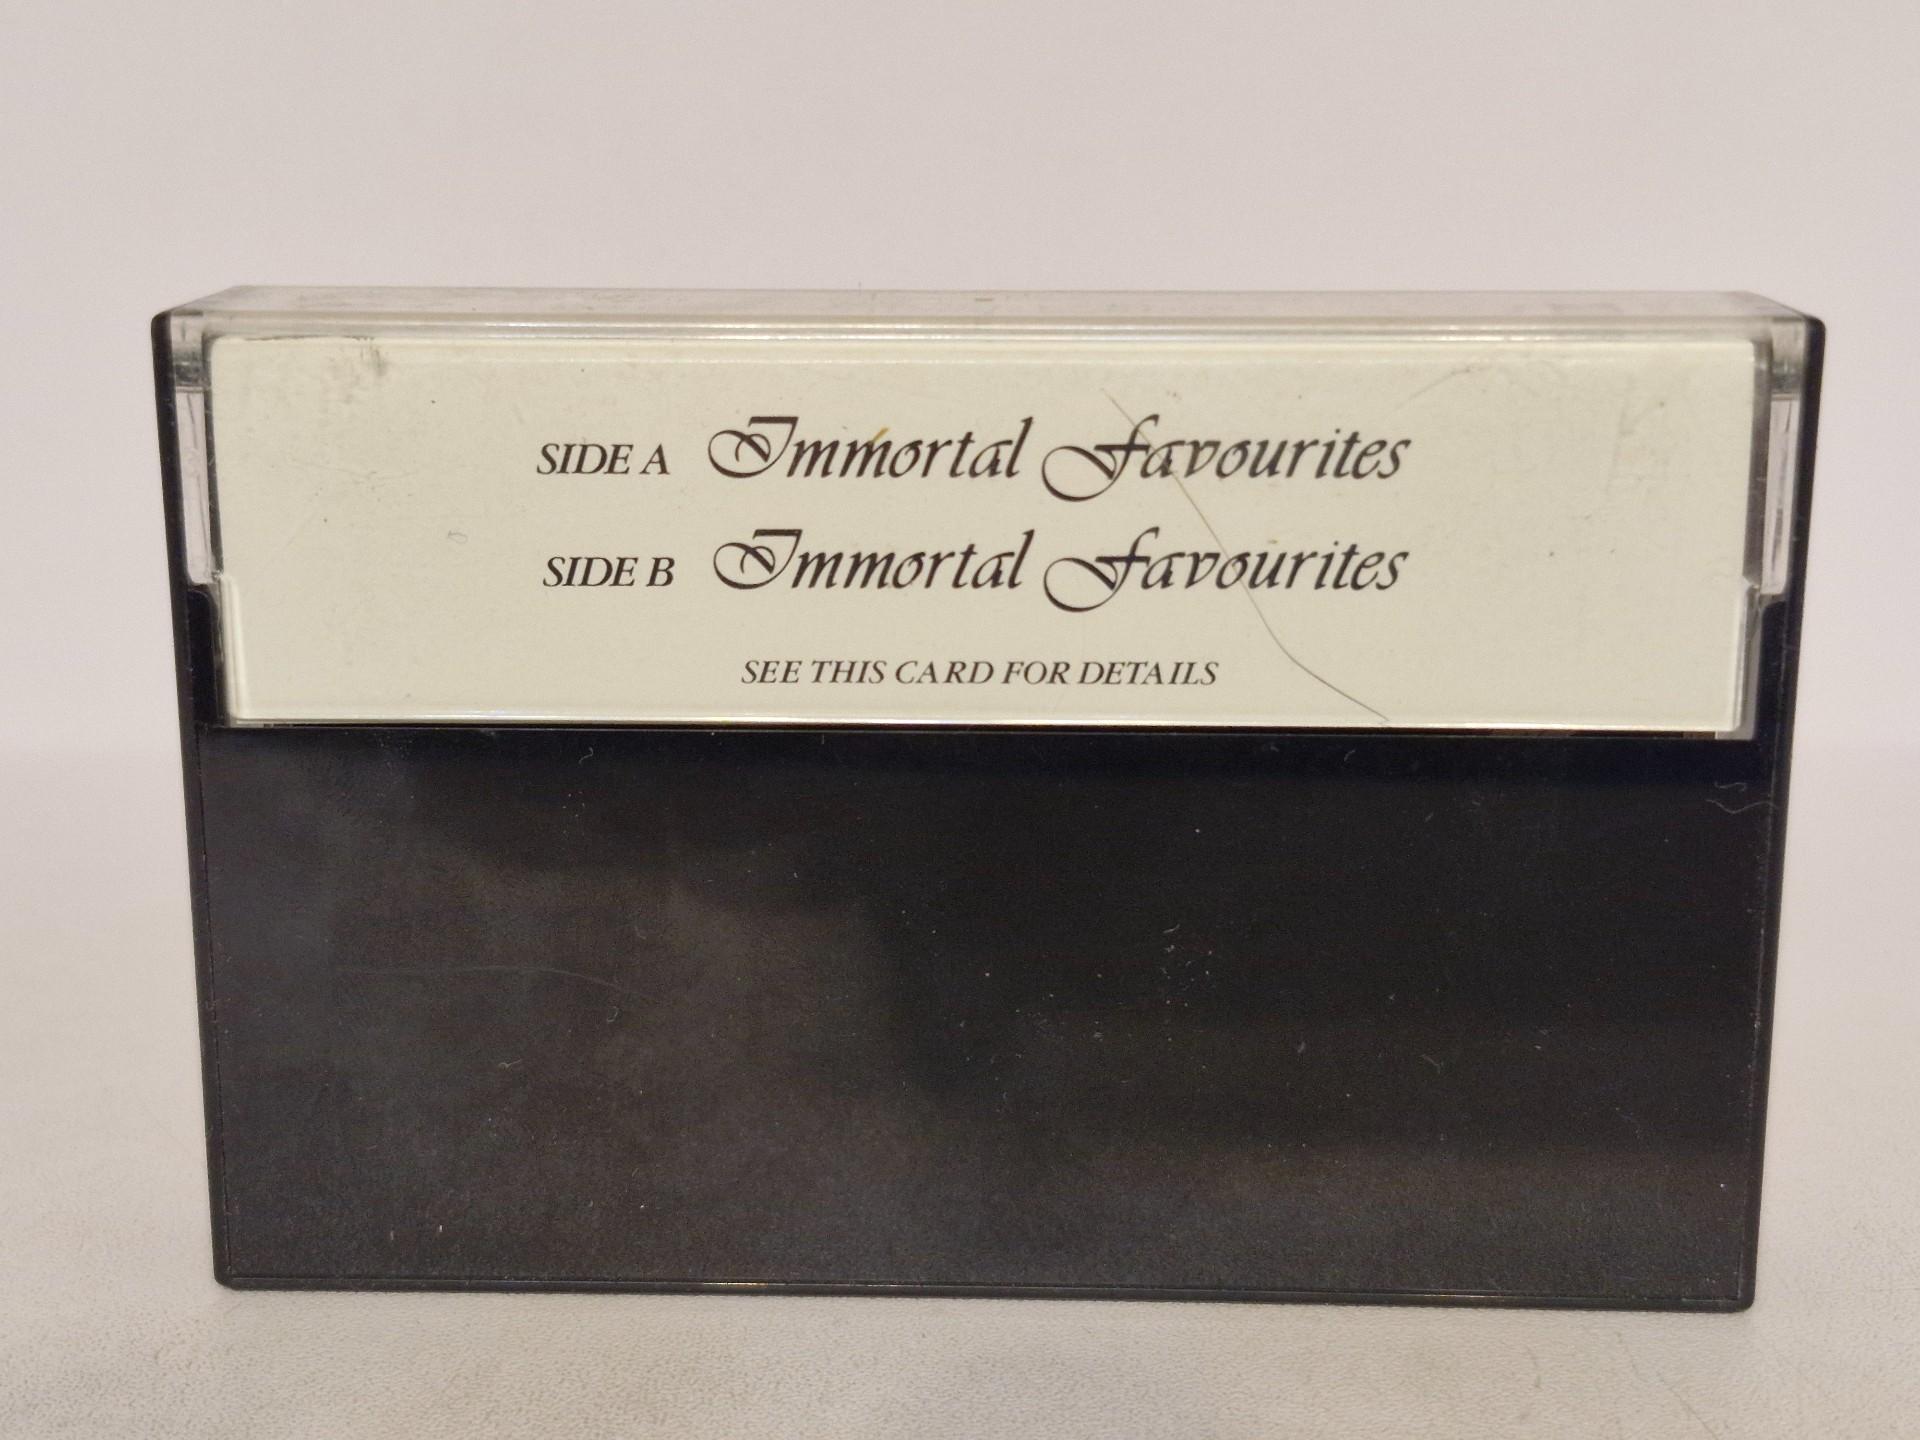 SIDE A Immortal Favourites
SIDE B Immortal Favourites
SEE THIS CARD FOR DETAILS